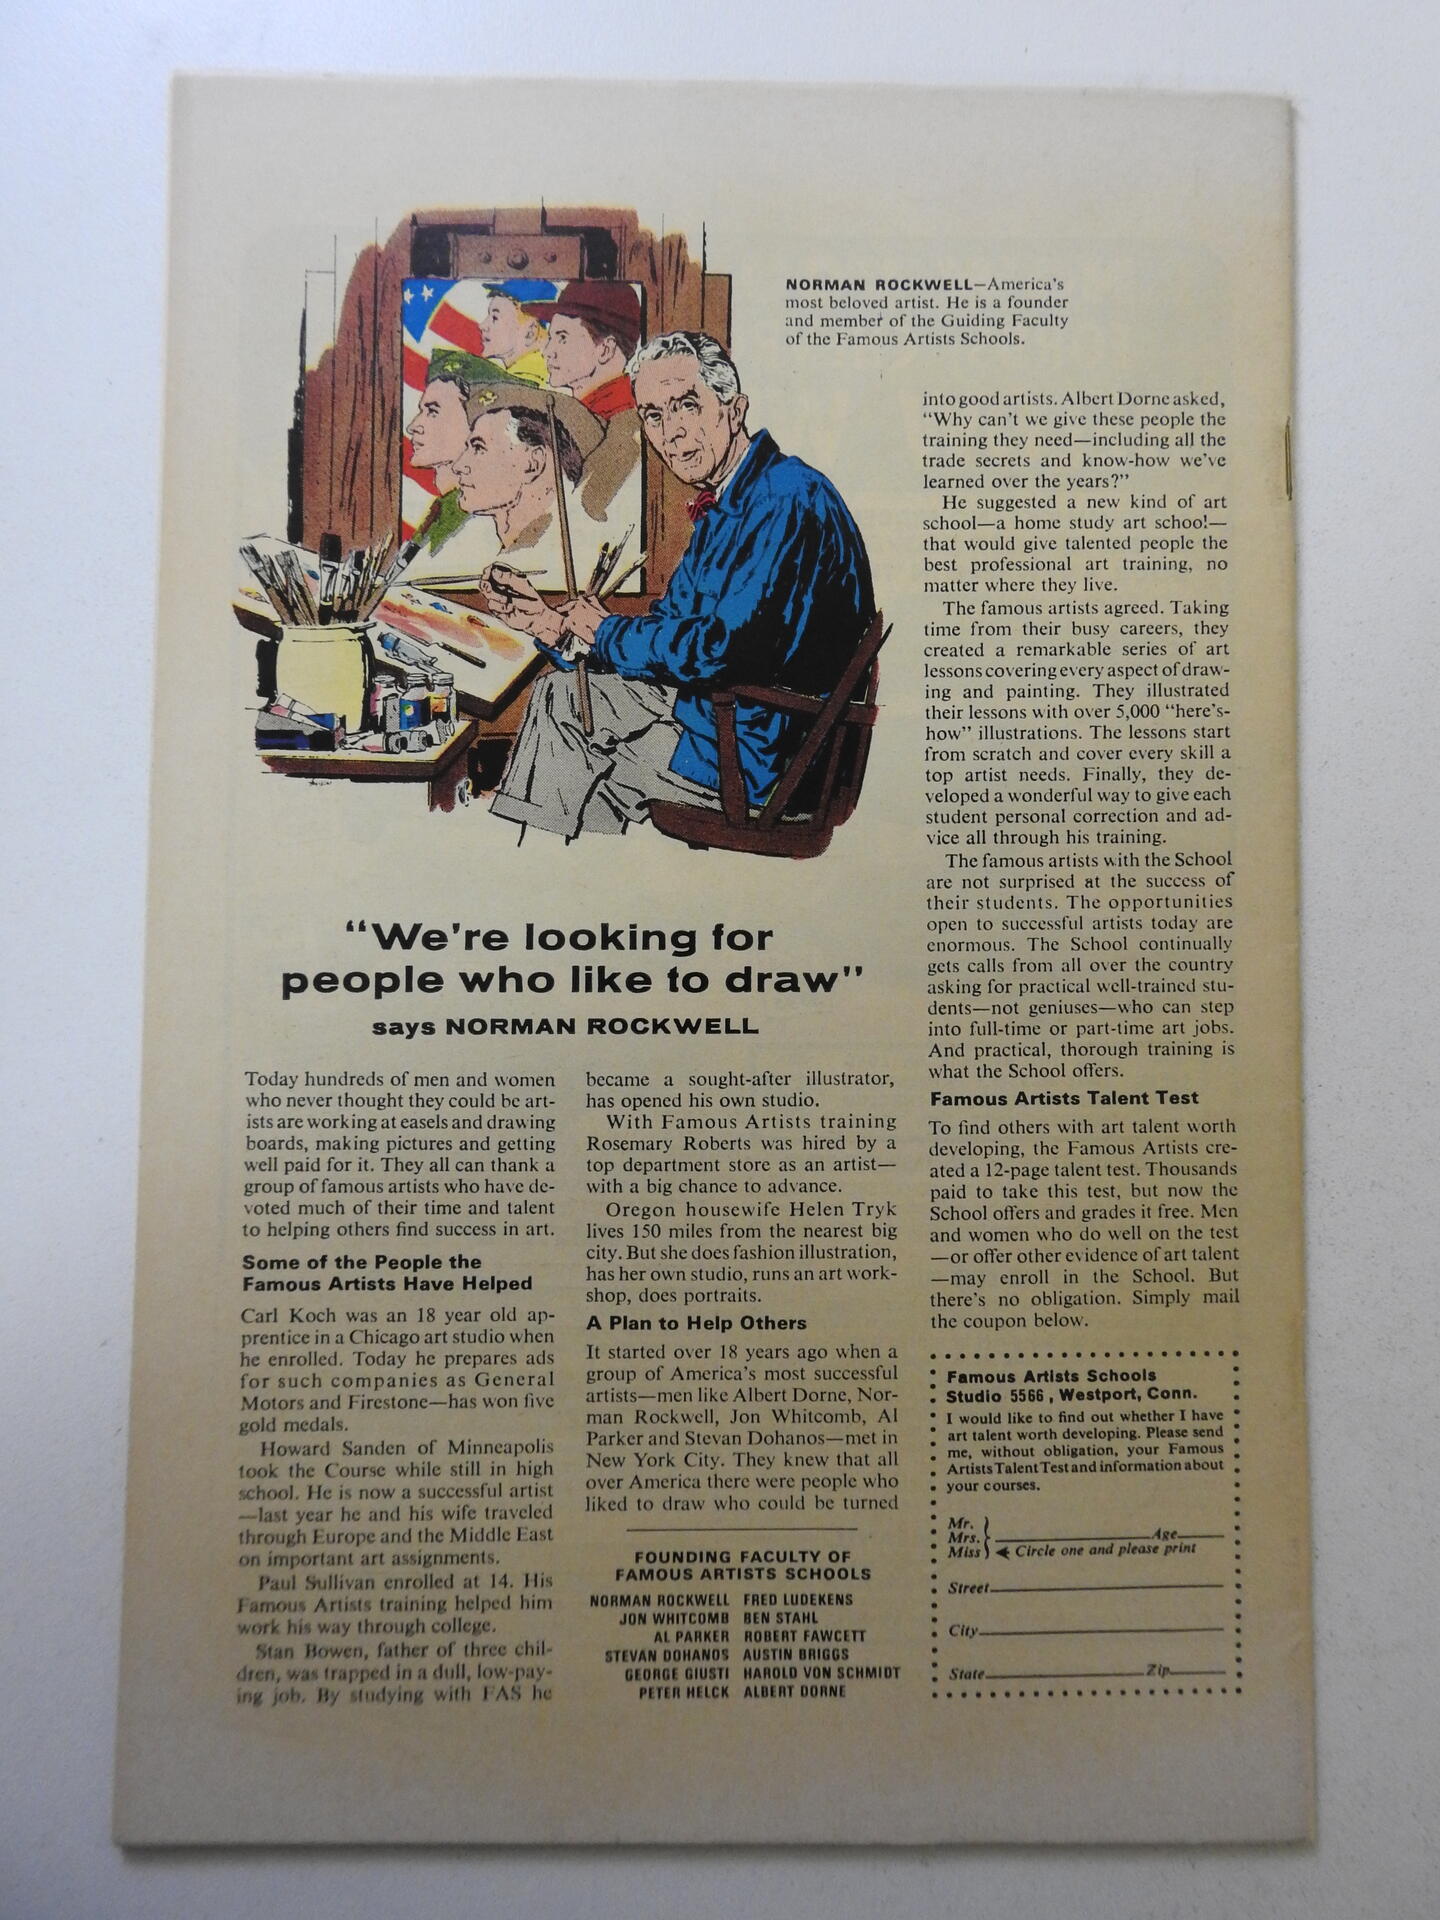 NORMAN ROCKWELL—America's
most beloved artist. He is a founder
and member of the Guiding Faculty
of the Famous Artists Schools.
"We're looking for
people who like to draw"
says NORMAN ROCKWELL
Today hundreds of men and women
who never thought they could be art-
ists are working at easels and drawing
boards, making pictures and getting
well paid for it. They all can thank a
group of famous artists who have de-
voted much of their time and talent
to helping others find success in art.
Some of the People the
Famous Artists Have Helped
Carl Koch was an 18 year old ap-
prentice in a Chicago art studio when
he enrolled. Today he prepares ads
for such companies as General
Motors and Firestone—has won five
gold medals.
Howard Sanden of Minneapolis
took the Course while still in high
school. He is now a successful artist
—last year he and his wife traveled
through Europe and the Middle East
on important art assignments.
Paul Sullivan enrolled at 14. His
Famous Artists training helped him
work his way through college.
Stan Bowen, father of three chil-
dren, was trapped in a dull, low-pay-
ing job. By studying with FAS he
became a sought-after illustrator,
has opened his own studio.
With Famous Artists training
Rosemary Roberts was hired by a
top department store as an artist—
with a big chance to advance.
Oregon housewife Helen Tryk
lives 150 miles from the nearest big
city. But she does fashion illustration,
has her own studio, runs an art work-
shop, does portraits.
A Plan to Help Others
It started over 18 years ago when a
group of America's most successful
artists—men like Albert Dorne, Nor-
man Rockwell, Jon Whitcomb, Al
Parker and Stevan Dohanos—met in
New York City. They knew that all
over America there were people who
liked to draw who could be turned
FOUNDING FACULTY OF
FAMOUS ARTISTS SCHOOLS
NORMAN ROCKWELL FRED LUDEKENS
JON WHITCOMB BEN STAHL
AL PARKER ROBERT FAWCETT
STEVAN DOHANOS AUSTIN BRIGGS
GEORGE GIUSTI HAROLD VON SCHMIDT
PETER HELCK ALBERT DORNE
into good artists. Albert Dorne asked,
"Why can't we give these people the
training they need—including all the
trade secrets and know-how we've
learned over the years?"
He suggested a new kind of art
school—a home study art school—
that would give talented people the
best professional art training, no
matter where they live.
The famous artists agreed. Taking
time from their busy careers, they
created a remarkable series of art
lessons covering every aspect of draw-
ing and painting. They illustrated
their lessons with over 5,000 "here's-
how" illustrations. The lessons start
from scratch and cover every skill a
top artist needs. Finally, they de-
veloped a wonderful way to give each
student personal correction and ad-
vice all through his training.
The famous artists with the School
are not surprised at the success of
their students. The opportunities
open to successful artists today are
enormous. The School continually
gets calls from all over the country
asking for practical well-trained stu-
dents—not geniuses—who can step
into full-time or part-time art jobs.
And practical, thorough training is
what the School offers.
Famous Artists Talent Test
To find others with art talent worth
developing, the Famous Artists cre-
ated a 12-page talent test. Thousands
paid to take this test, but now the
School offers and grades it free. Men
and women who do well on the test
—or offer other evidence of art talent
—may enroll in the School. But
there's no obligation. Simply mail
the coupon below.
Famous Artists Schools
Studio 5566, Westport, Conn.
I would like to find out whether I have
art talent worth developing. Please send
me, without obligation, your Famous
Artists Talent Test and information about
your courses.
Mr.
Mrs. Age
Miss Circle one and please print
Street
City
State Zip